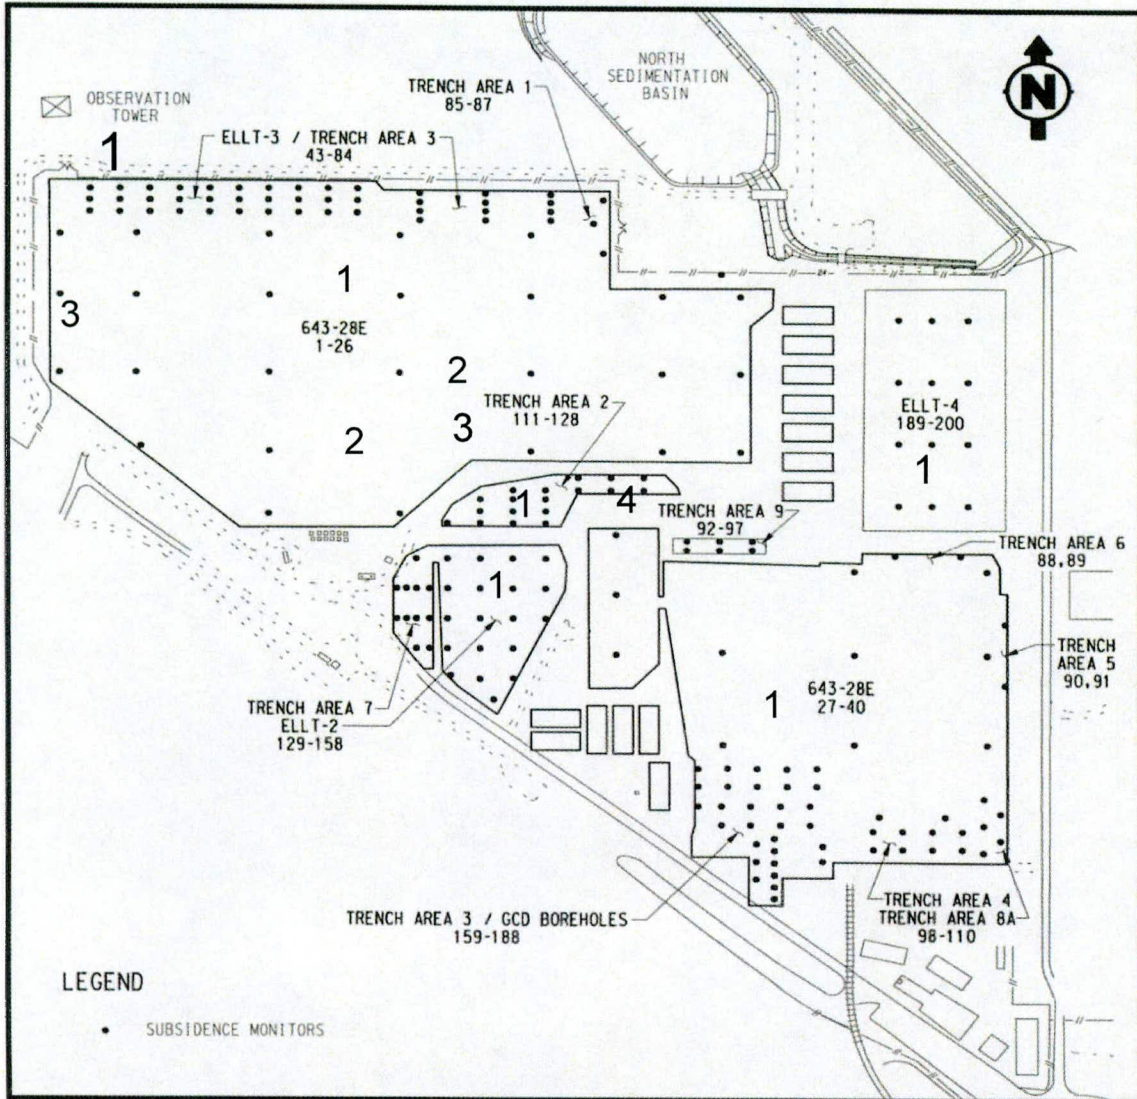 NORTH
SEDIMENTATION
BASIN
N
TRENCH AREA 1
85-87
OBSERVATION
TOWER
1
ELLT-3 / TRENCH AREA 3
43-84
1
3
643-28E
1-26
2
TRENCH AREA 2
111-128
2
3
ELLT-4
189-200
1
1
4
TRENCH AREA 9
92-97
TRENCH AREA 6
88,89
1
TRENCH
AREA 5
90,91
1
643-28E
27-40
TRENCH AREA 7
ELLT-2
129-158
TRENCH AREA 3 / GCD BOREHOLES
159-188
TRENCH AREA 4
TRENCH AREA 8A
98-110
LEGEND
SUBSIDENCE MONITORS